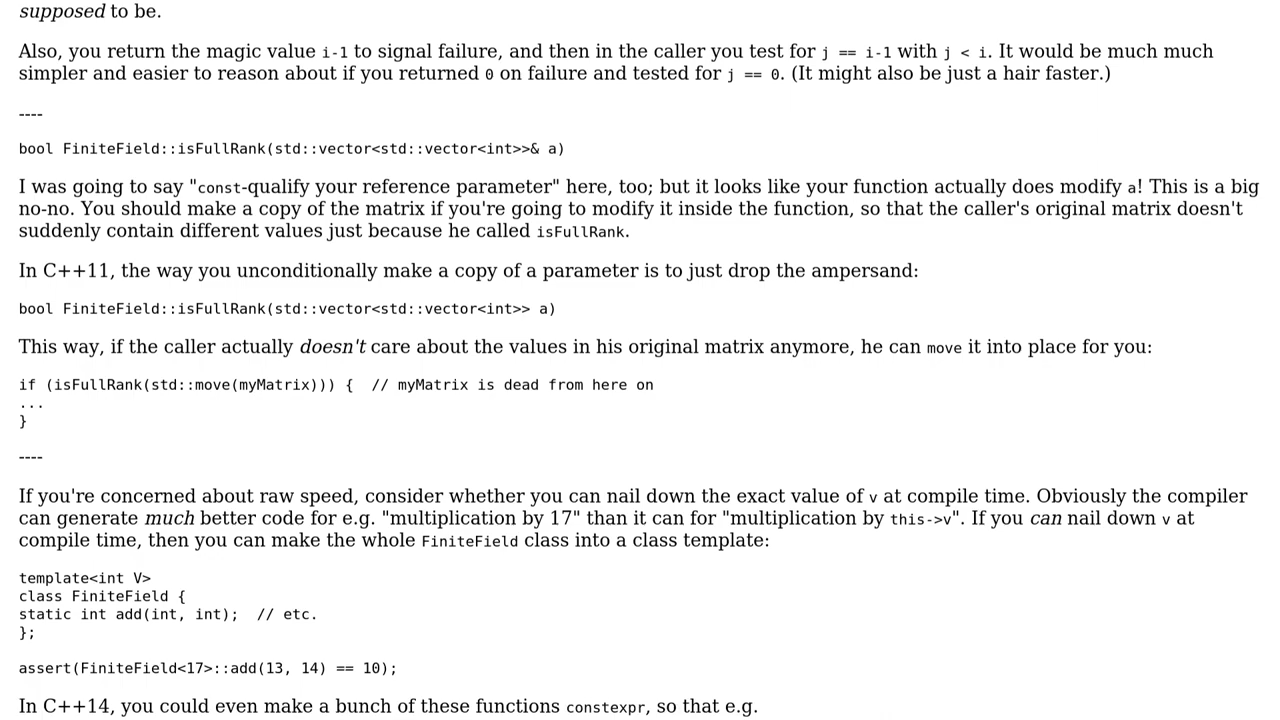 supposed to be.
Also, you return the magic value i-1 to signal failure, and then in the caller you test for j == i-1 with j < i. It would be much much
simpler and easier to reason about if you returned 0 on failure and tested for j == 0. (It might also be just a hair faster.)
----
bool FiniteField::isFullRank(std::vector<std::vector<int>>& a)
I was going to say "const-qualify your reference parameter" here, too; but it looks like your function actually does modify a! This is a big
no-no. You should make a copy of the matrix if you're going to modify it inside the function, so that the caller's original matrix doesn't
suddenly contain different values just because he called isFullRank.
In C++11, the way you unconditionally make a copy of a parameter is to just drop the ampersand:
bool FiniteField::isFullRank(std::vector<std::vector<int>> a)
This way, if the caller actually doesn't care about the values in his original matrix anymore, he can move it into place for you:
if (isFullRank(std::move(myMatrix))) {  // myMatrix is dead from here on
...
}
----
If you're concerned about raw speed, consider whether you can nail down the exact value of v at compile time. Obviously the compiler
can generate much better code for e.g. "multiplication by 17" than it can for "multiplication by this->v". If you can nail down v at
compile time, then you can make the whole FiniteField class into a class template:
template<int V>
class FiniteField {
static int add(int, int);  // etc.
};
assert(FiniteField<17>::add(13, 14) == 10);
In C++14, you could even make a bunch of these functions constexpr, so that e.g.